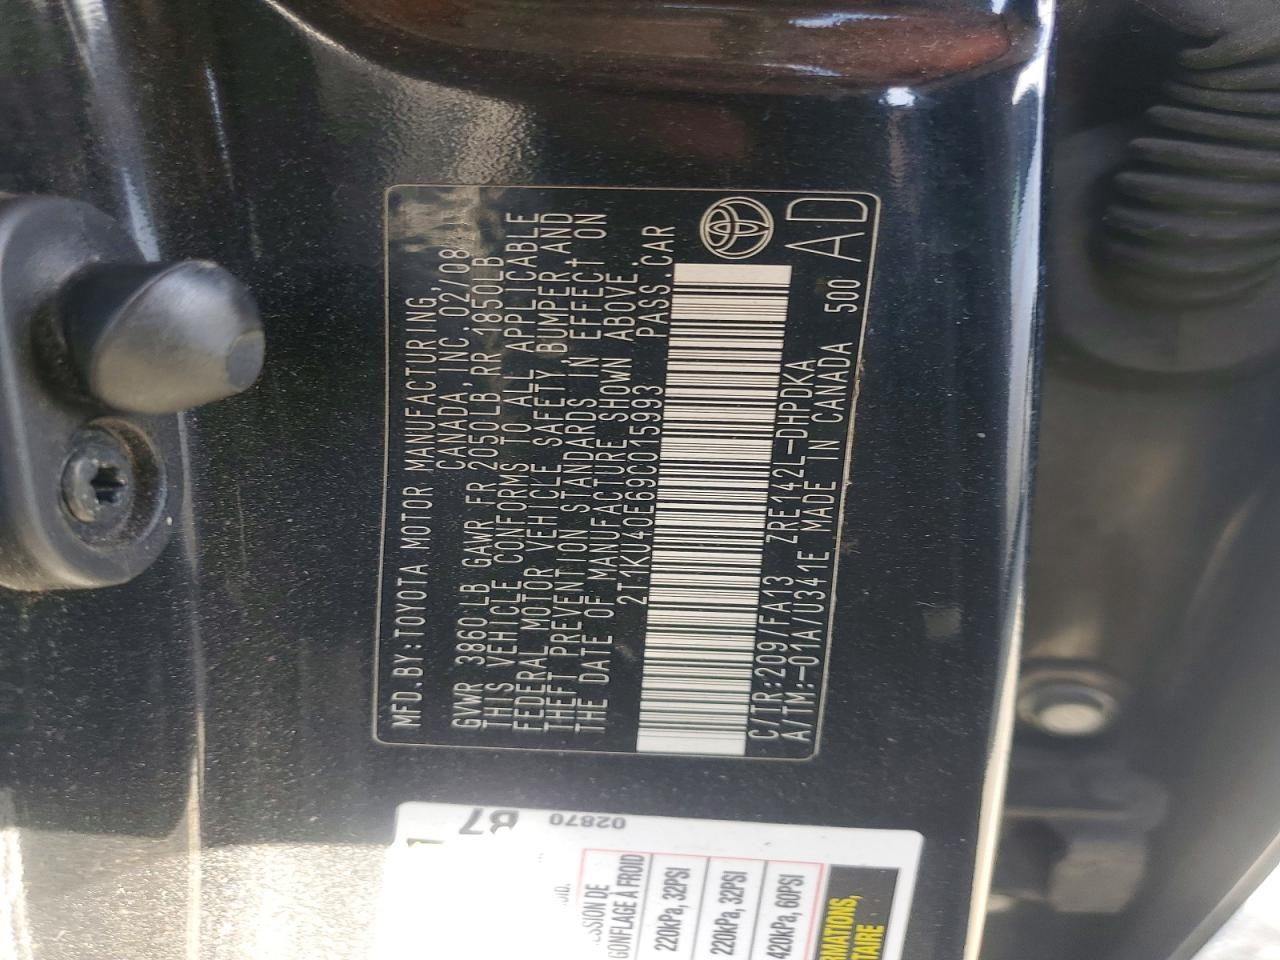 MFD.BY:TOYOTA MOTOR MANUFACTURING,
CANADA, INC. 02/08
GVWR 3860LB GAWR FR 2050LB RR 1850LB
THIS VEHICLE CONFORMS TO ALL APPLICABLE
FEDERAL MOTOR VEHICLE SAFETY, BUMPER, AND
THEFT PREVENTION STANDARDS IN EFFECT ON
THE DATE OF MANUFACTURE SHOWN ABOVE.
2T1KU40E69C015993 PASS.CAR
C/TR:209/FA13 ZRE142L-DHPDKA
A/TM:-01A/U341E MADE IN CANADA 500
AD
B7
02870
GONFLAGE À FROID
220kPa, 32PSI
220kPa, 32PSI
420kPa, 60PSI